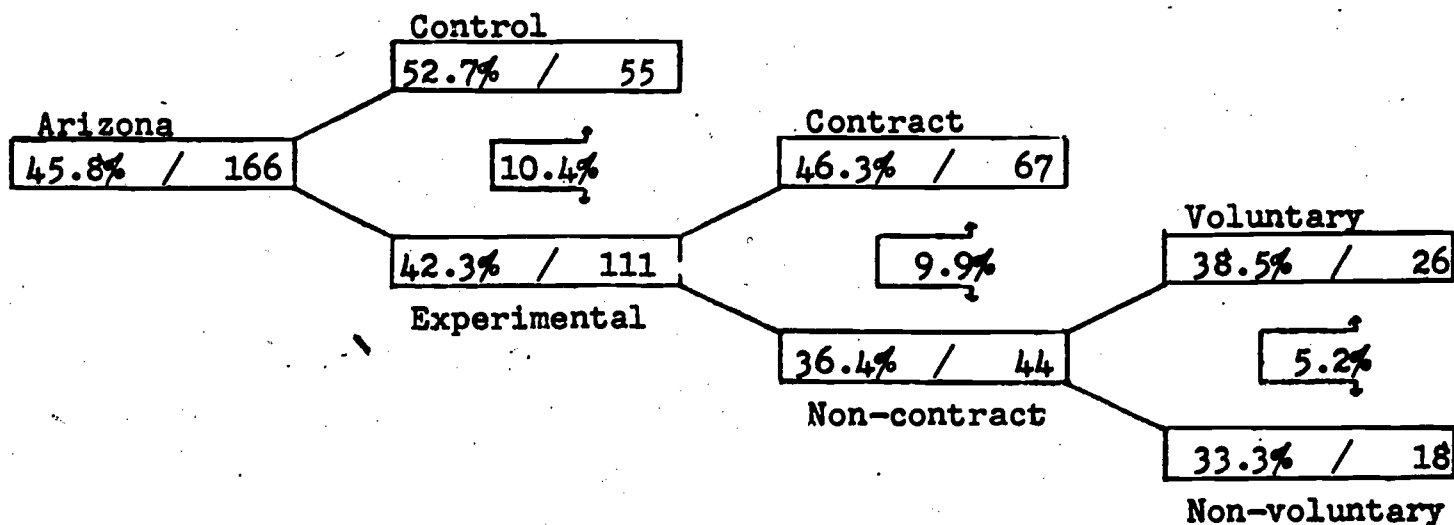 Control
52.7% / 55
Arizona
45.8% / 166
10.4%
Contract
46.3% / 67
42.3% / 111
Experimental
9.9%
Voluntary
38.5% / 26
36.4% / 44
Non-contract
5.2%
33.3% / 18
Non-voluntary